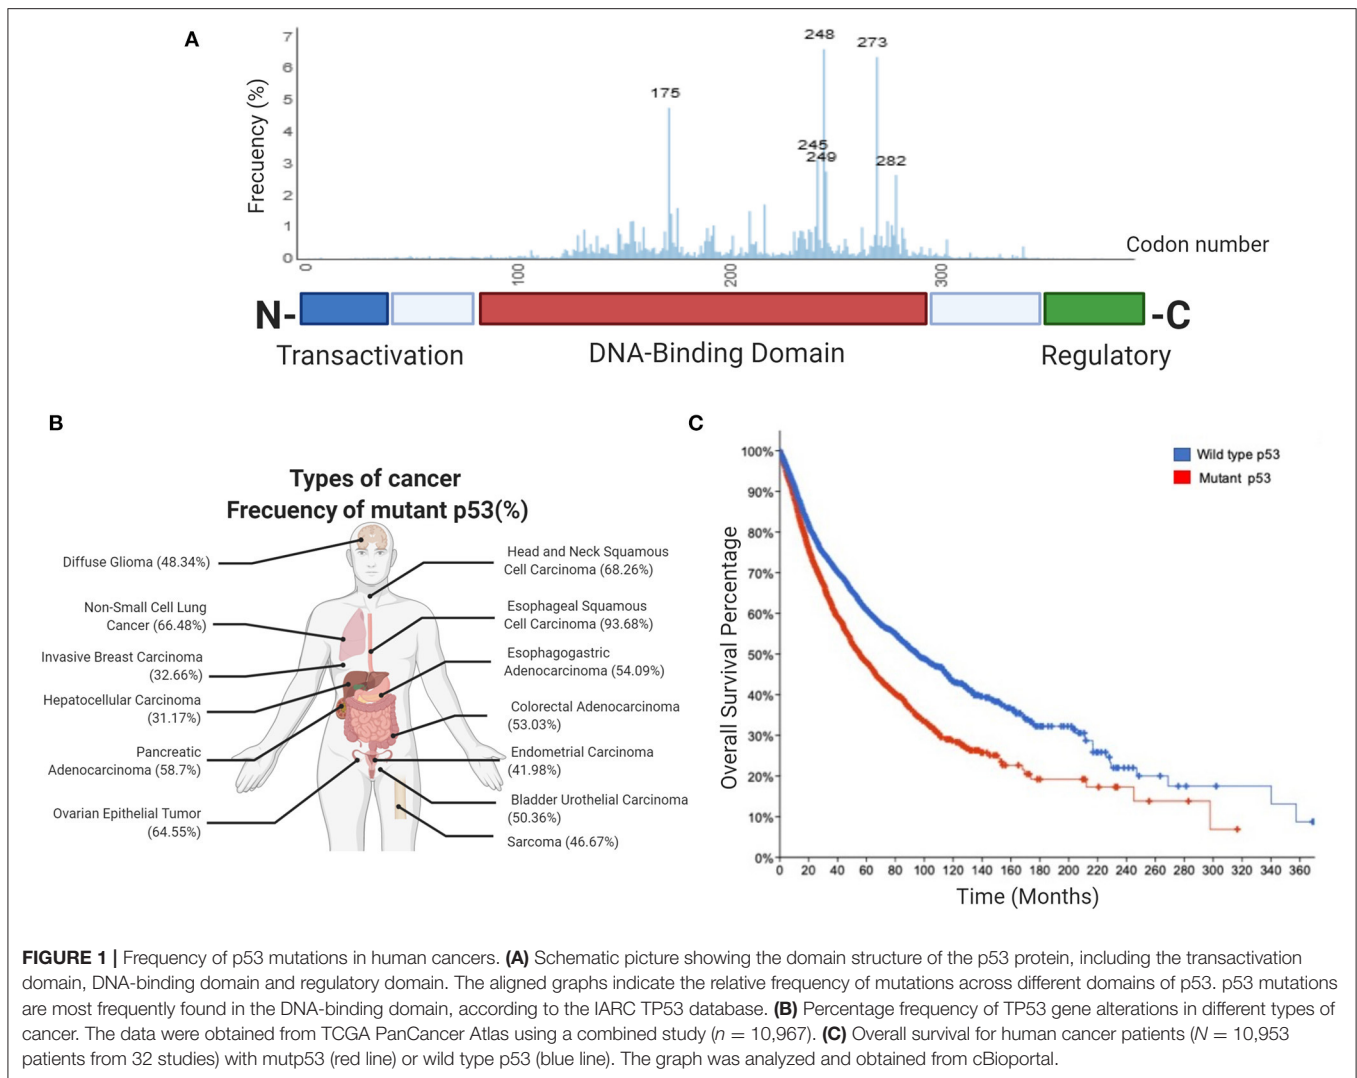 A
Frecuency (%)
7
6
5
4
3
2
1
0
175
248
273
245
249
282
0
100
200
300
Codon number
N-
-C
Transactivation
DNA-Binding Domain
Regulatory
B
Types of cancer
Frecuency of mutant p53(%)
Diffuse Glioma (48.34%)
Non-Small Cell Lung
Cancer (66.48%)
Invasive Breast Carcinoma
(32.66%)
Hepatocellular Carcinoma
(31.17%)
Pancreatic
Adenocarcinoma (58.7%)
Ovarian Epithelial Tumor
(64.55%)
Head and Neck Squamous
Cell Carcinoma (68.26%)
Esophageal Squamous
Cell Carcinoma (93.68%)
Esophagogastric
Adenocarcinoma (54.09%)
Colorectal Adenocarcinoma
(53.03%)
Endometrial Carcinoma
(41.98%)
Bladder Urothelial Carcinoma
(50.36%)
Sarcoma (46.67%)
C
Overall Survival Percentage
100%
90%
80%
70%
60%
50%
40%
30%
20%
10%
0%
Wild type p53
Mutant p53
0 20 40 60 80 100 120 140 160 180 200 220 240 260 280 300 320 340 360
Time (Months)
FIGURE 1 | Frequency of p53 mutations in human cancers. (A) Schematic picture showing the domain structure of the p53 protein, including the transactivation
domain, DNA-binding domain and regulatory domain. The aligned graphs indicate the relative frequency of mutations across different domains of p53. p53 mutations
are most frequently found in the DNA-binding domain, according to the IARC TP53 database. (B) Percentage frequency of TP53 gene alterations in different types of
cancer. The data were obtained from TCGA PanCancer Atlas using a combined study (n = 10,967). (C) Overall survival for human cancer patients (N = 10,953
patients from 32 studies) with mutp53 (red line) or wild type p53 (blue line). The graph was analyzed and obtained from cBioportal.